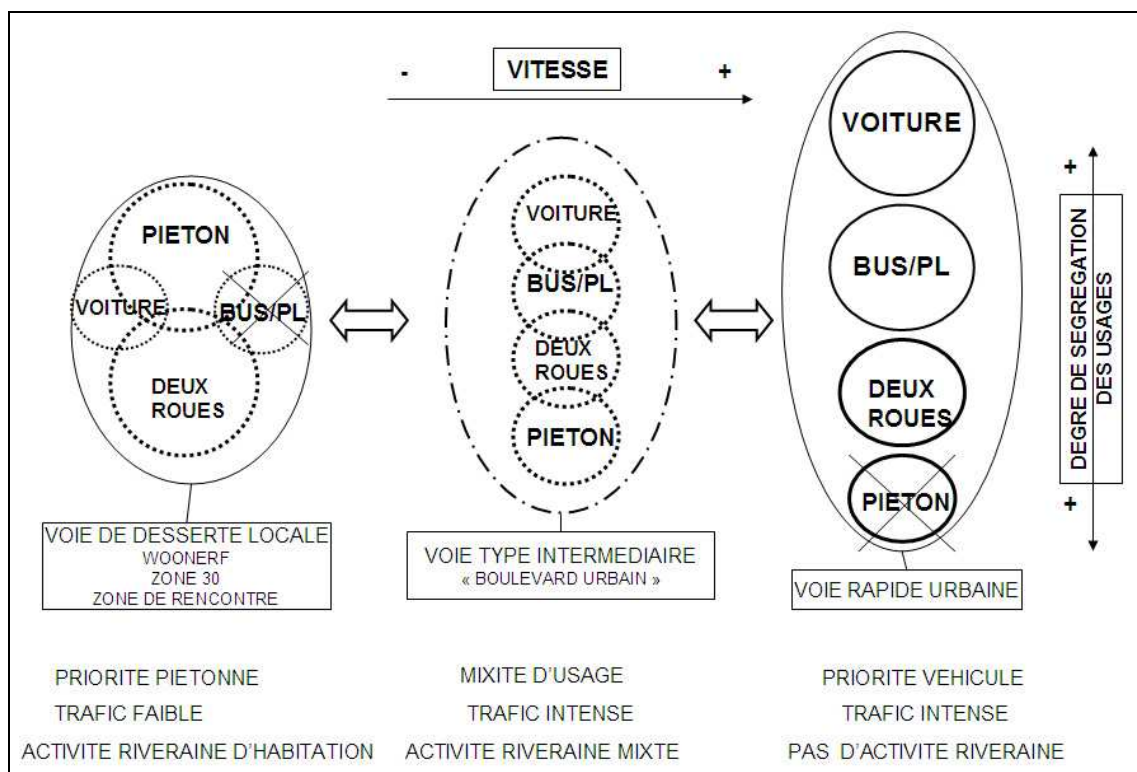 - VITESSE +
PIETON
VOITURE
BUS/PL
DEUX
ROUES
VOIE DE DESSERTE LOCALE
WOONERF
ZONE 30
ZONE DE RENCONTRE
PRIORITE PIETONNE
TRAFIC FAIBLE
ACTIVITE RIVERAINE D'HABITATION
VOITURE
BUS/PL
DEUX
ROUES
PIETON
VOIE TYPE INTERMEDIAIRE
« BOULEVARD URBAIN »
MIXITE D'USAGE
TRAFIC INTENSE
ACTIVITE RIVERAINE MIXTE
VOITURE
BUS/PL
DEUX
ROUES
PIETON
VOIE RAPIDE URBAINE
PRIORITE VEHICULE
TRAFIC INTENSE
PAS D'ACTIVITE RIVERAINE
+
DEGRE DE SEGREGATION
DES USAGES
+